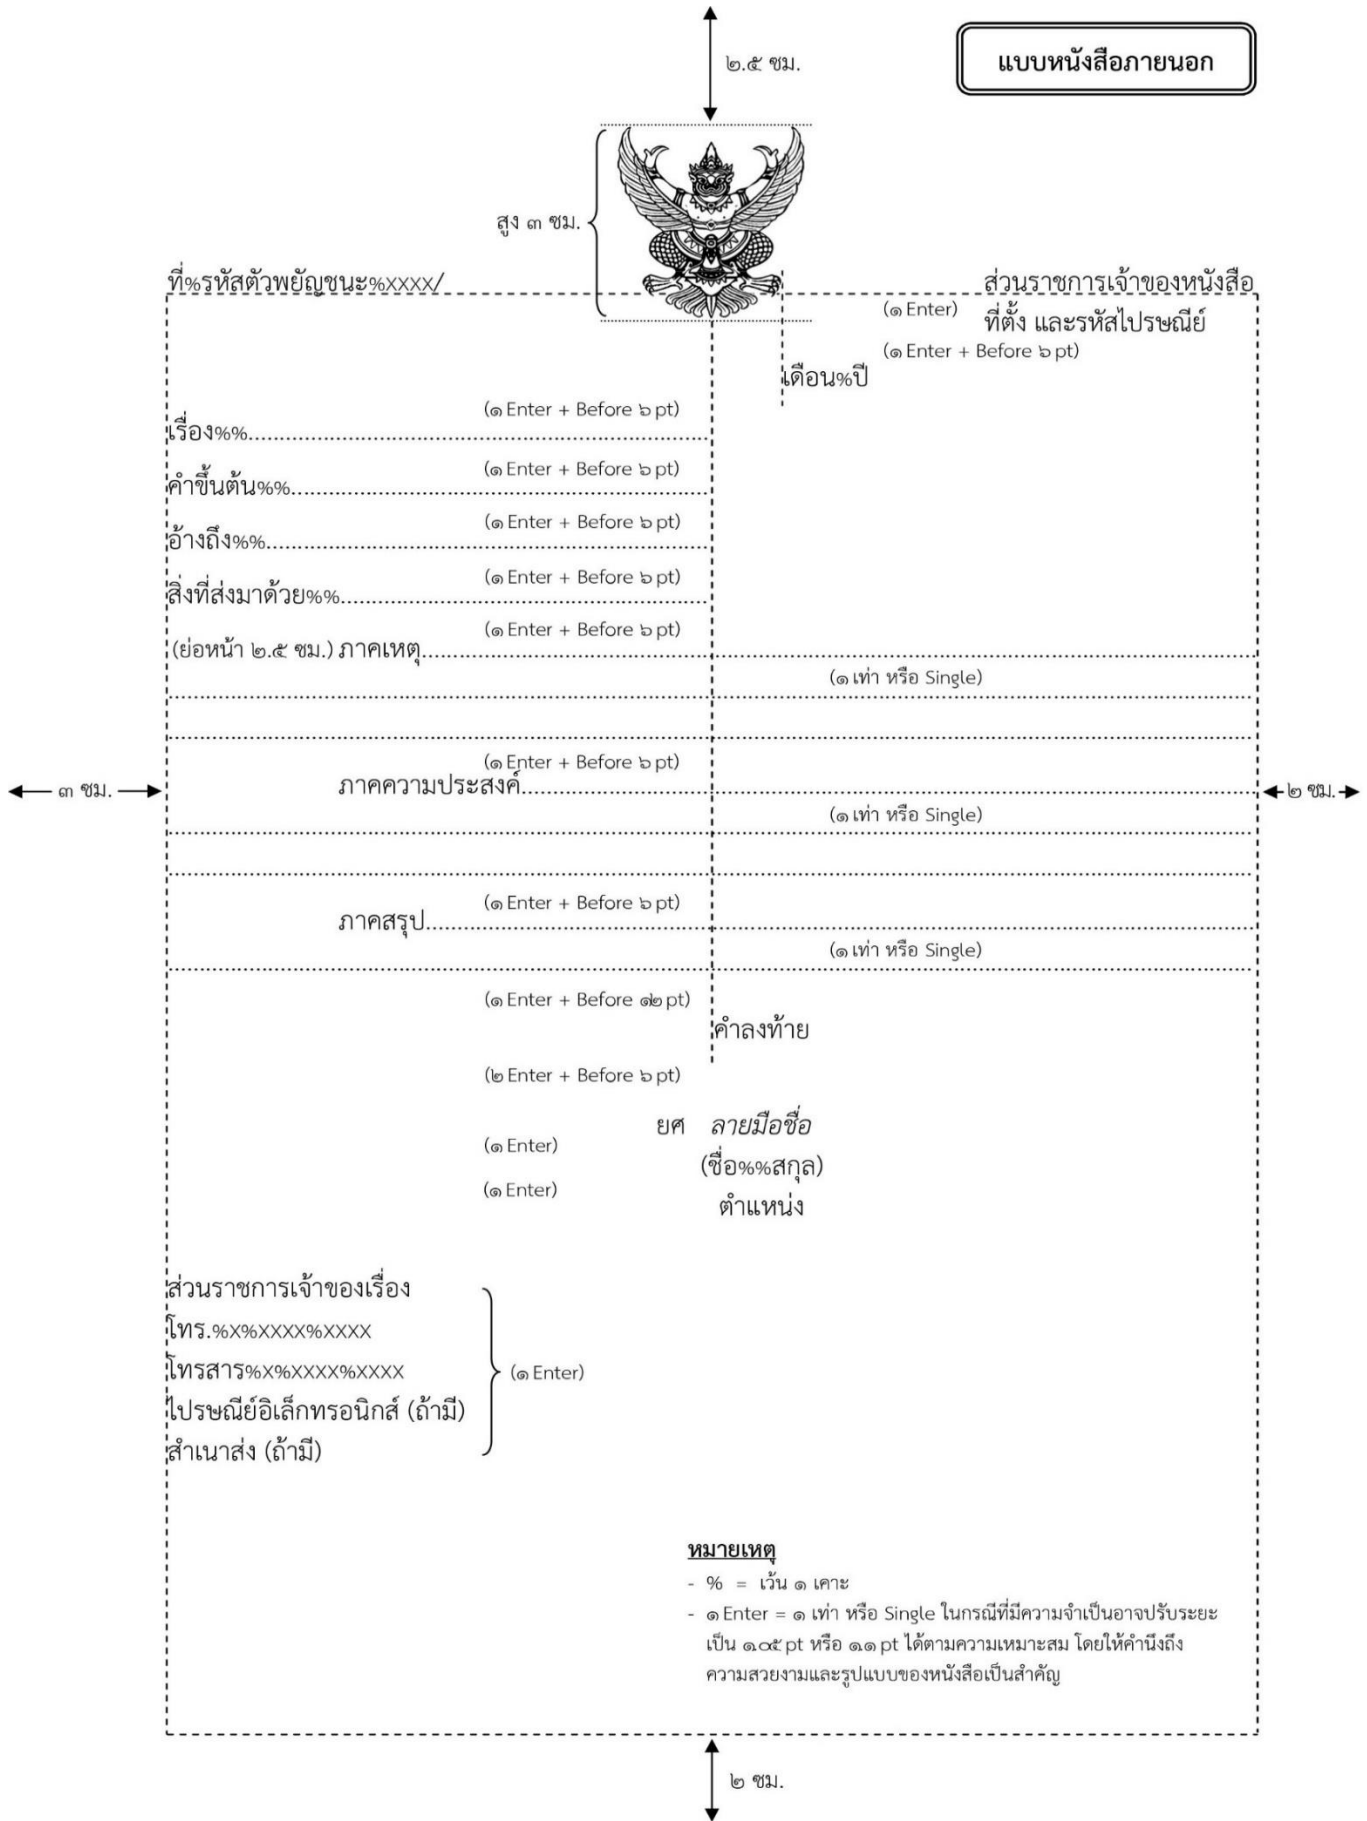 ๒.๕ ซม.
แบบหนังสือภายนอก
สูง ๓ ซม.
ที่%รหัสตัวพยัญชนะ%XXXX/
ส่วนราชการเจ้าของหนังสือ
(๑ Enter)
ที่ตั้ง และรหัสไปรษณีย์
(๑ Enter + Before ๖ pt)
เดือน%ปี
(๑ Enter + Before ๖ pt)
เรื่อง%%....................
(๑ Enter + Before ๖ pt)
คำขึ้นต้น%%....................
(๑ Enter + Before ๖ pt)
อ้างถึง%%....................
(๑ Enter + Before ๖ pt)
สิ่งที่ส่งมาด้วย%%....................
(๑ Enter + Before ๖ pt)
(ย่อหน้า ๒.๕ ซม.) ภาคเหตุ....................
(๑ เท่า หรือ Single)
(๑ Enter + Before ๖ pt)
๓ ซม.
ภาคความประสงค์....................
๒ ซม.
(๑ เท่า หรือ Single)
(๑ Enter + Before ๖ pt)
ภาคสรุป....................
(๑ เท่า หรือ Single)
(๑ Enter + Before ๑๒ pt)
คำลงท้าย
(๒ Enter + Before ๖ pt)
ยศ ลายมือชื่อ
(๑ Enter)
(ชื่อ%%สกุล)
(๑ Enter)
ตำแหน่ง
ส่วนราชการเจ้าของเรื่อง
โทร.%X%XXXX%XXXX
โทรสาร%X%XXXX%XXXX
(๑ Enter)
ไปรษณีย์อิเล็กทรอนิกส์ (ถ้ามี)
สำเนาส่ง (ถ้ามี)
หมายเหตุ
- % = เว้น ๑ เคาะ
- ๑ Enter = ๑ เท่า หรือ Single ในกรณีที่มีความจำเป็นอาจปรับระยะ
เป็น ๑.๐๕ pt หรือ ๑.๑ pt ได้ตามความเหมาะสม โดยให้คำนึงถึง
ความสวยงามและรูปแบบของหนังสือเป็นสำคัญ
๒ ซม.